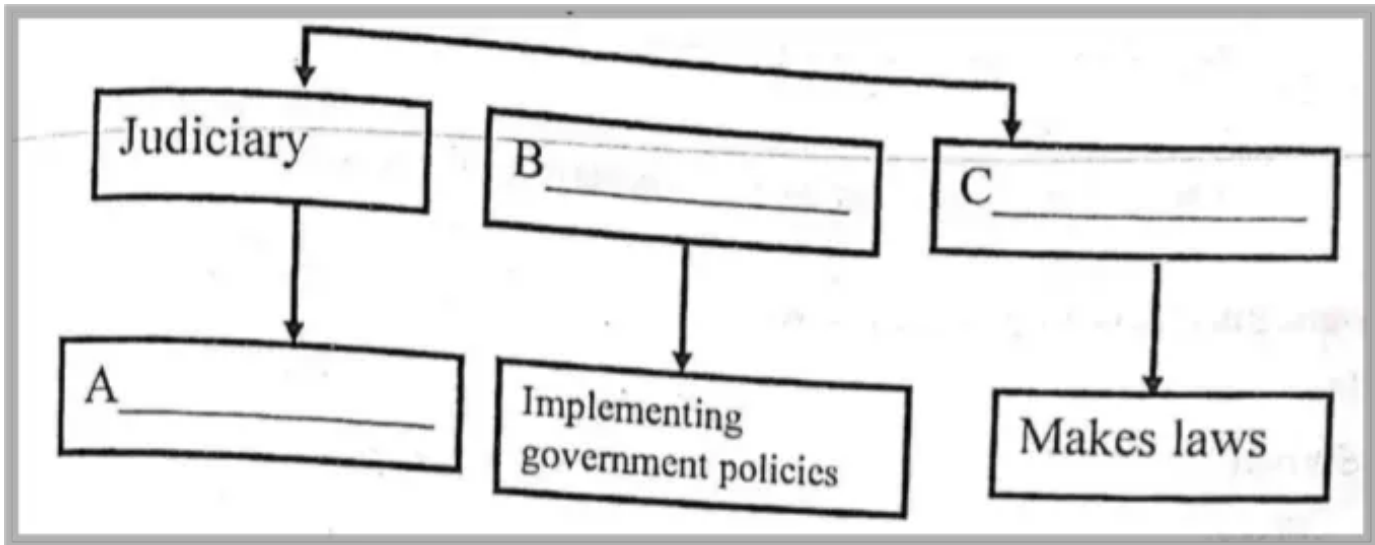 Judiciary
B
C
A
Implementing
government policies
Makes laws